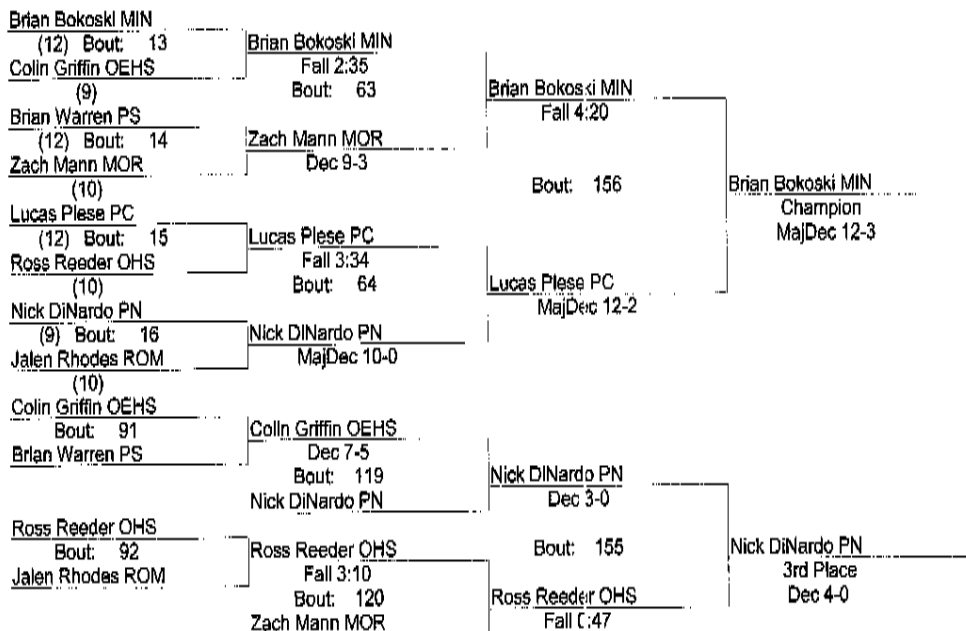 Brian Bokoski MIN
(12) Bout: 13
Colin Griffin OEHS
(9)
Brian Warren PS
(12) Bout: 14
Zach Mann MOR
(10)
Lucas Plese PC
(12) Bout: 15
Ross Reeder OHS
(10)
Nick DiNardo PN
(9) Bout: 16
Jalen Rhodes ROM
(10)
Colin Griffin OEHS
Bout: 91
Brian Warren PS
Ross Reeder OHS
Bout: 92
Jalen Rhodes ROM
Brian Bokoski MIN
Fall 2:35
Bout: 63
Zach Mann MOR
Dec 9-3
Lucas Plese PC
Fall 3:34
Bout: 64
Nick DiNardo PN
MajDec 10-0
Colin Griffin OEHS
Dec 7-5
Bout: 119
Nick DiNardo PN
Ross Reeder OHS
Fall 3:10
Bout: 120
Zach Mann MOR
Brian Bokoski MIN
Fall 4:20
Bout: 156
Lucas Plese PC
MajDec 12-2
Nick DiNardo PN
Dec 3-0
Bout: 155
Ross Reeder OHS
Fall :47
Brian Bokoski MIN
Champion
MajDec 12-3
Nick DiNardo PN
3rd Place
Dec 4-0